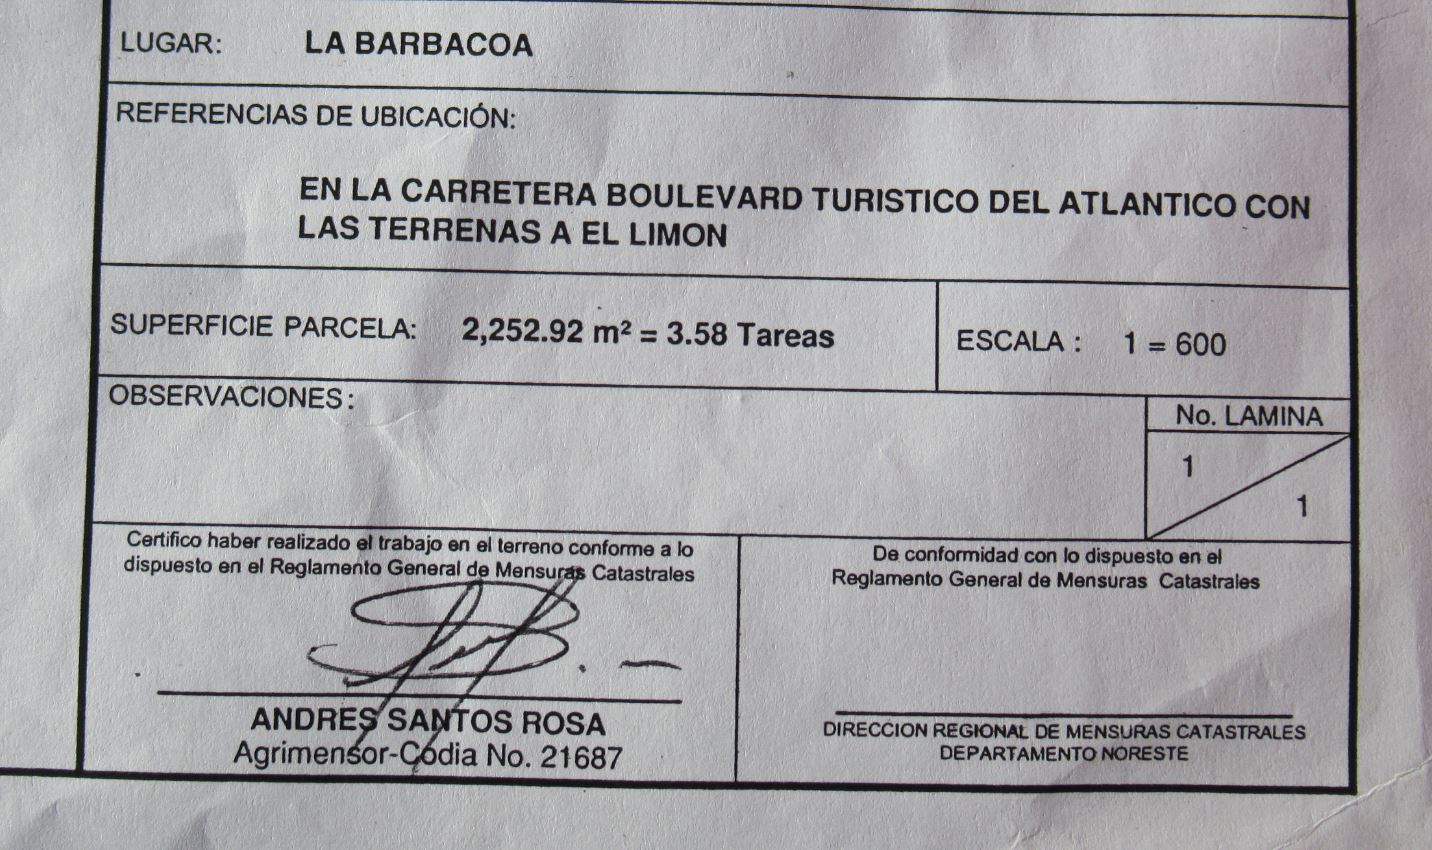 LUGAR: LA BARBACOA
REFERENCIAS DE UBICACIÓN:
EN LA CARRETERA BOULEVARD TURISTICO DEL ATLANTICO CON
LAS TERRENAS A EL LIMON
SUPERFICIE PARCELA: 2,252.92 m² = 3.58 Tareas
ESCALA : 1 = 600
OBSERVACIONES:
No. LAMINA
1
1
Certifico haber realizado el trabajo en el terreno conforme a lo
dispuesto en el Reglamento General de Mensuras Catastrales
ANDRES SANTOS ROSA
Agrimensor-Codia No. 21687
De conformidad con lo dispuesto en el
Reglamento General de Mensuras Catastrales
DIRECCION REGIONAL DE MENSURAS CATASTRALES
DEPARTAMENTO NORESTE